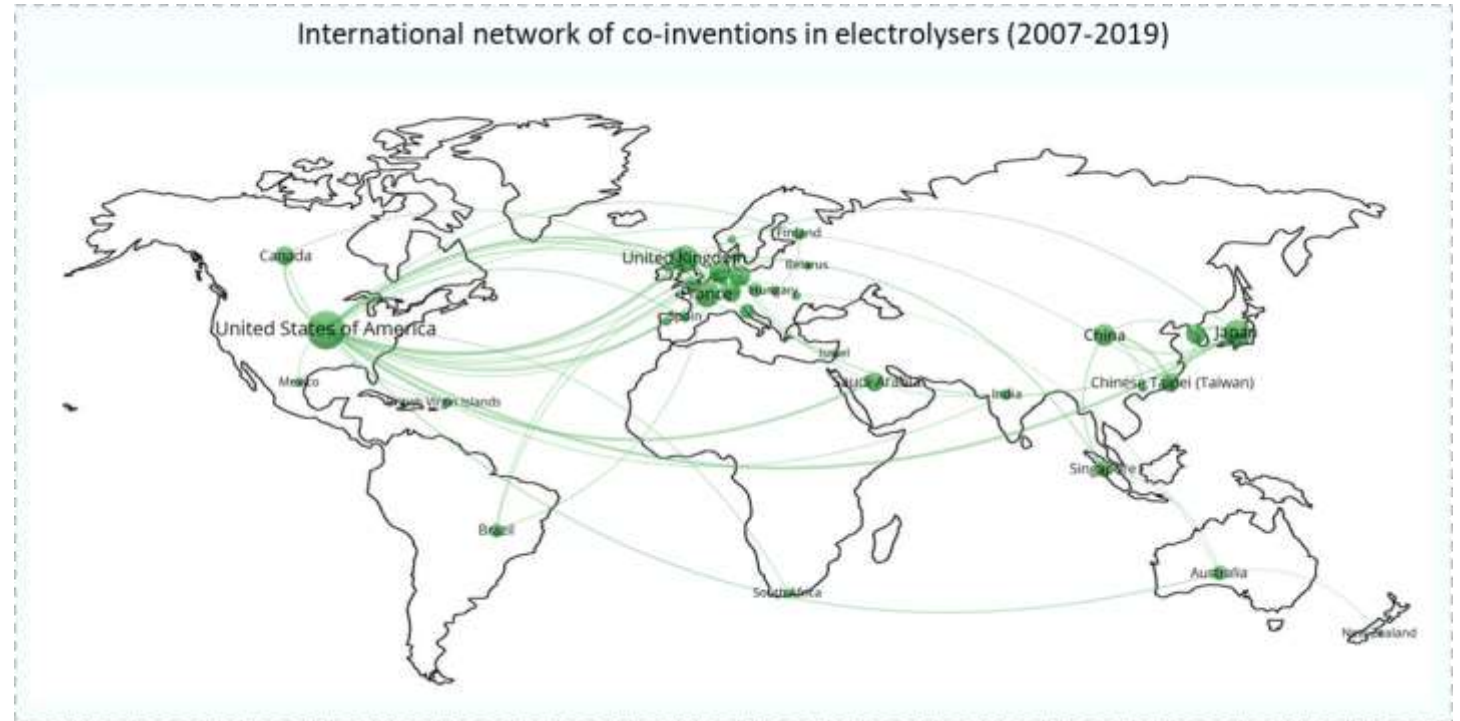 International network of co-inventions in electrolysers (2007-2019)
Finland
Canada
United Kingdom
Belarus
Hungary
France
Spain
United States of America
China
Japan
Israel
Mexico
Saudi Arabia
Chinese Taipei (Taiwan)
India
Virgin Islands
Singapore
Brazil
Australia
South Africa
New Zealand